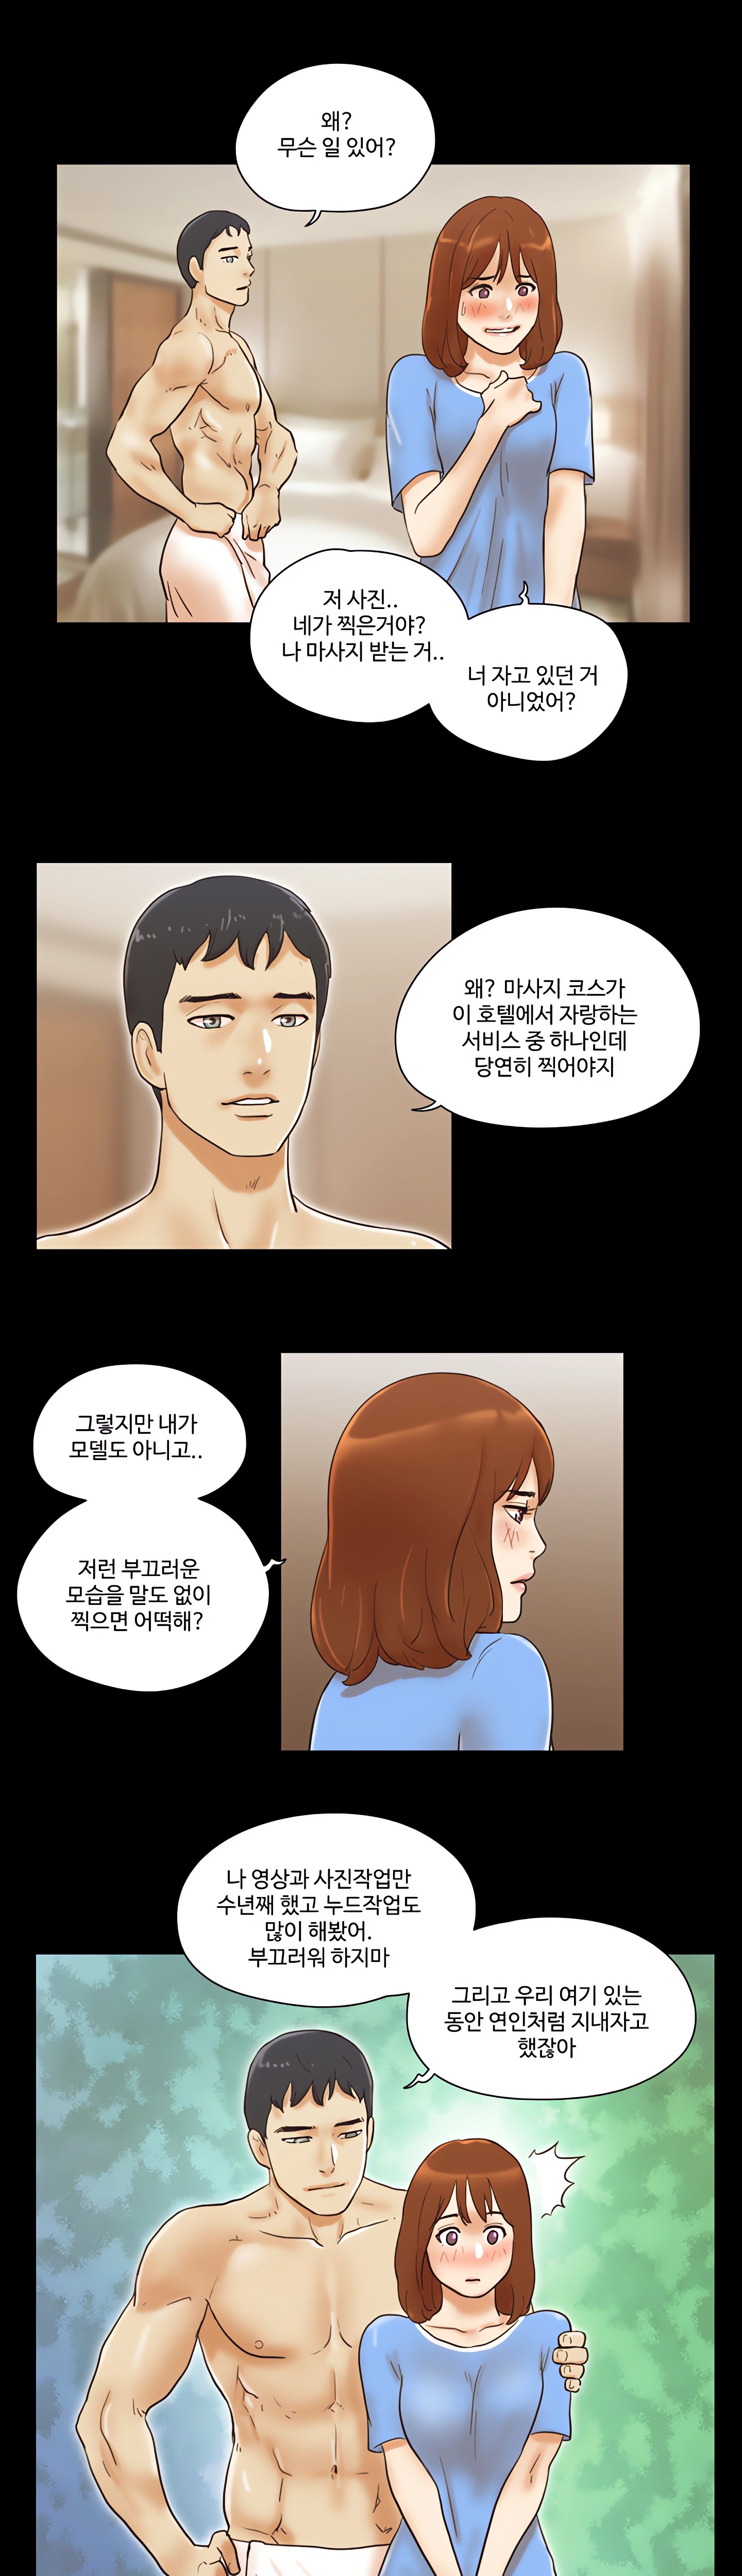 왜?
무슨 일 있어?
저 사진..
네가 찍은거야?
나 마사지 받는 거..
너 자고 있던 거
아니었어?
왜? 마사지 코스가
이 호텔에서 자랑하는
서비스 중 하나인데
당연히 찍어야지
그렇지만 내가
모델도 아니고..
저런 부끄러운
모습을 말도 없이
찍으면 어떡해?
나 영상과 사진작업만
수년째 했고 누드작업도
많이 해봤어.
부끄러워 하지마
그리고 우리 여기 있는
동안 연인처럼 지내자고
했잖아